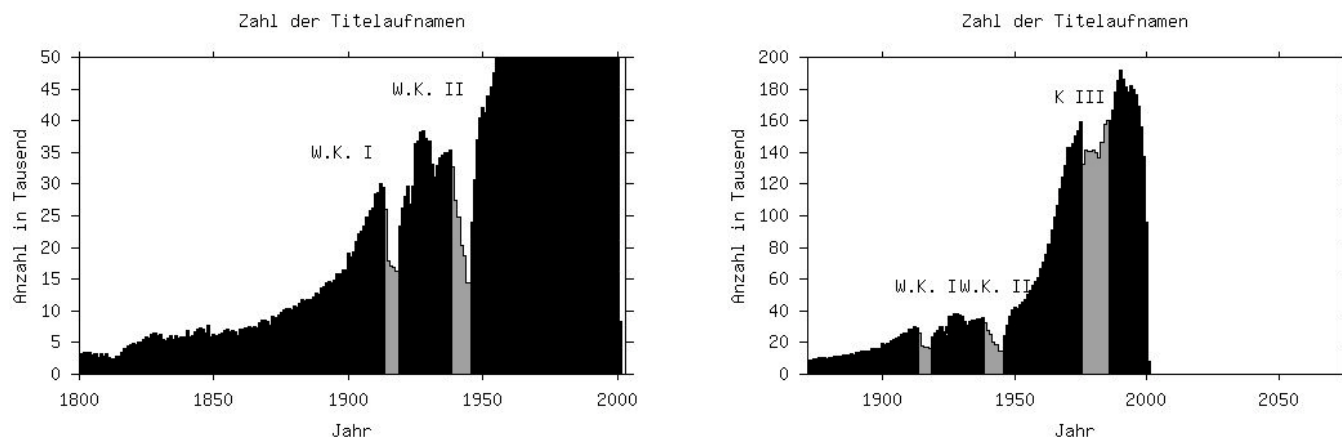 Zahl der Titelaufnamen
50
45
40
35
30
25
20
15
10
5
0
Anzahl in Tausend
W.K. II
W.K. I
1800
1850
1900
1950
2000
Jahr
Zahl der Titelaufnamen
200
180
160
140
120
100
80
60
40
20
0
Anzahl in Tausend
K III
W.K. I
W.K. II
1900
1950
2000
2050
Jahr